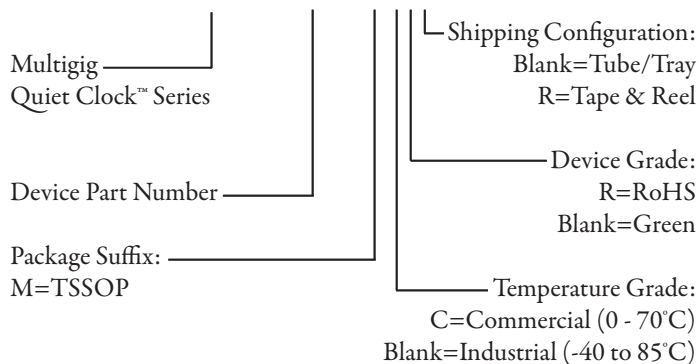 Multigig
Quiet Clock™ Series
Device Part Number
Package Suffix:
M=TSSOP
Shipping Configuration:
Blank=Tube/Tray
R=Tape & Reel
Device Grade:
R=RoHS
Blank=Green
Temperature Grade:
C=Commercial (0 - 70°C)
Blank=Industrial (-40 to 85°C)